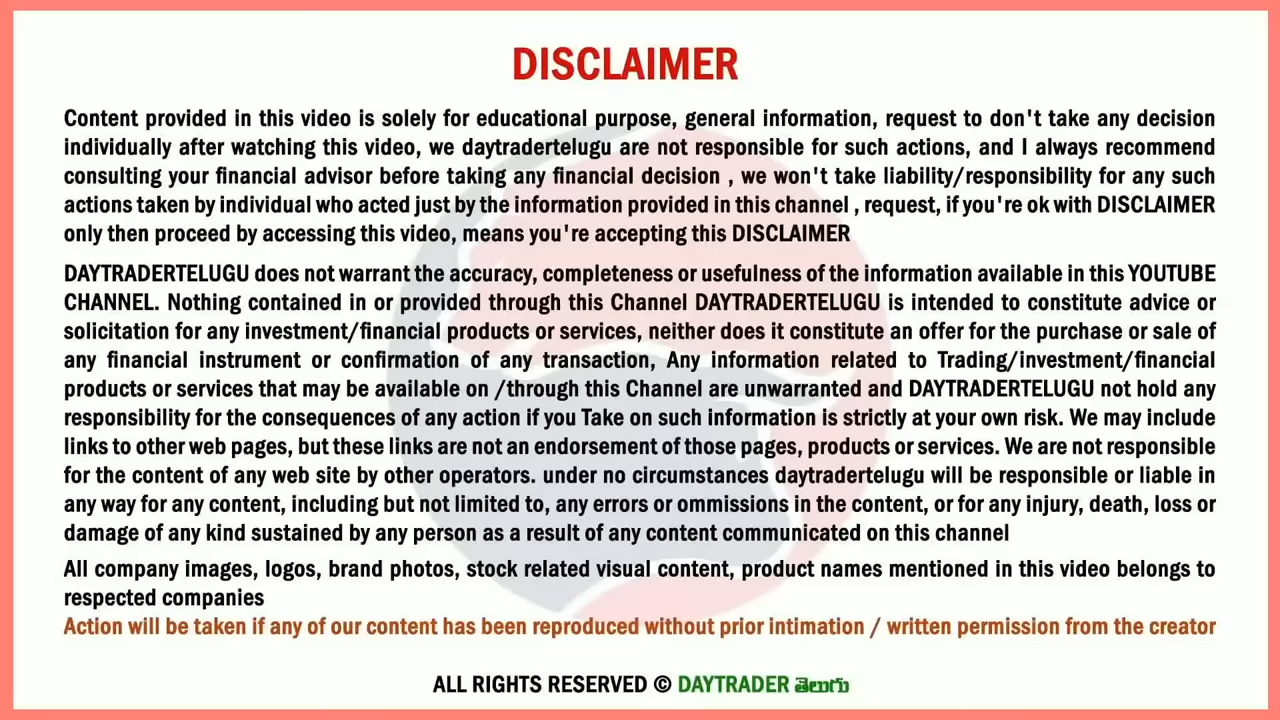 DISCLAIMER
Content provided in this video is solely for educational purpose, general information, request to don't take any decision
individually after watching this video, we daytradertelugu are not responsible for such actions, and I always recommend
consulting your financial advisor before taking any financial decision , we won't take liability/responsibility for any such
actions taken by individual who acted just by the information provided in this channel , request, if you're ok with DISCLAIMER
only then proceed by accessing this video, means you're accepting this DISCLAIMER
DAYTRADERTELUGU does not warrant the accuracy, completeness or usefulness of the information available in this YOUTUBE
CHANNEL. Nothing contained in or provided through this Channel DAYTRADERTELUGU is intended to constitute advice or
solicitation for any investment/financial products or services, neither does it constitute an offer for the purchase or sale of
any financial instrument or confirmation of any transaction, Any information related to Trading/investment/financial
products or services that may be available on /through this Channel are unwarranted and DAYTRADERTELUGU not hold any
responsibility for the consequences of any action if you Take on such information is strictly at your own risk. We may include
links to other web pages, but these links are not an endorsement of those pages, products or services. We are not responsible
for the content of any web site by other operators. under no circumstances daytradertelugu will be responsible or liable in
any way for any content, including but not limited to, any errors or ommissions in the content, or for any injury, death, loss or
damage of any kind sustained by any person as a result of any content communicated on this channel
All company images, logos, brand photos, stock related visual content, product names mentioned in this video belongs to
respected companies
Action will be taken if any of our content has been reproduced without prior intimation / written permission from the creator
ALL RIGHTS RESERVED © DAYTRADER తెలుగు